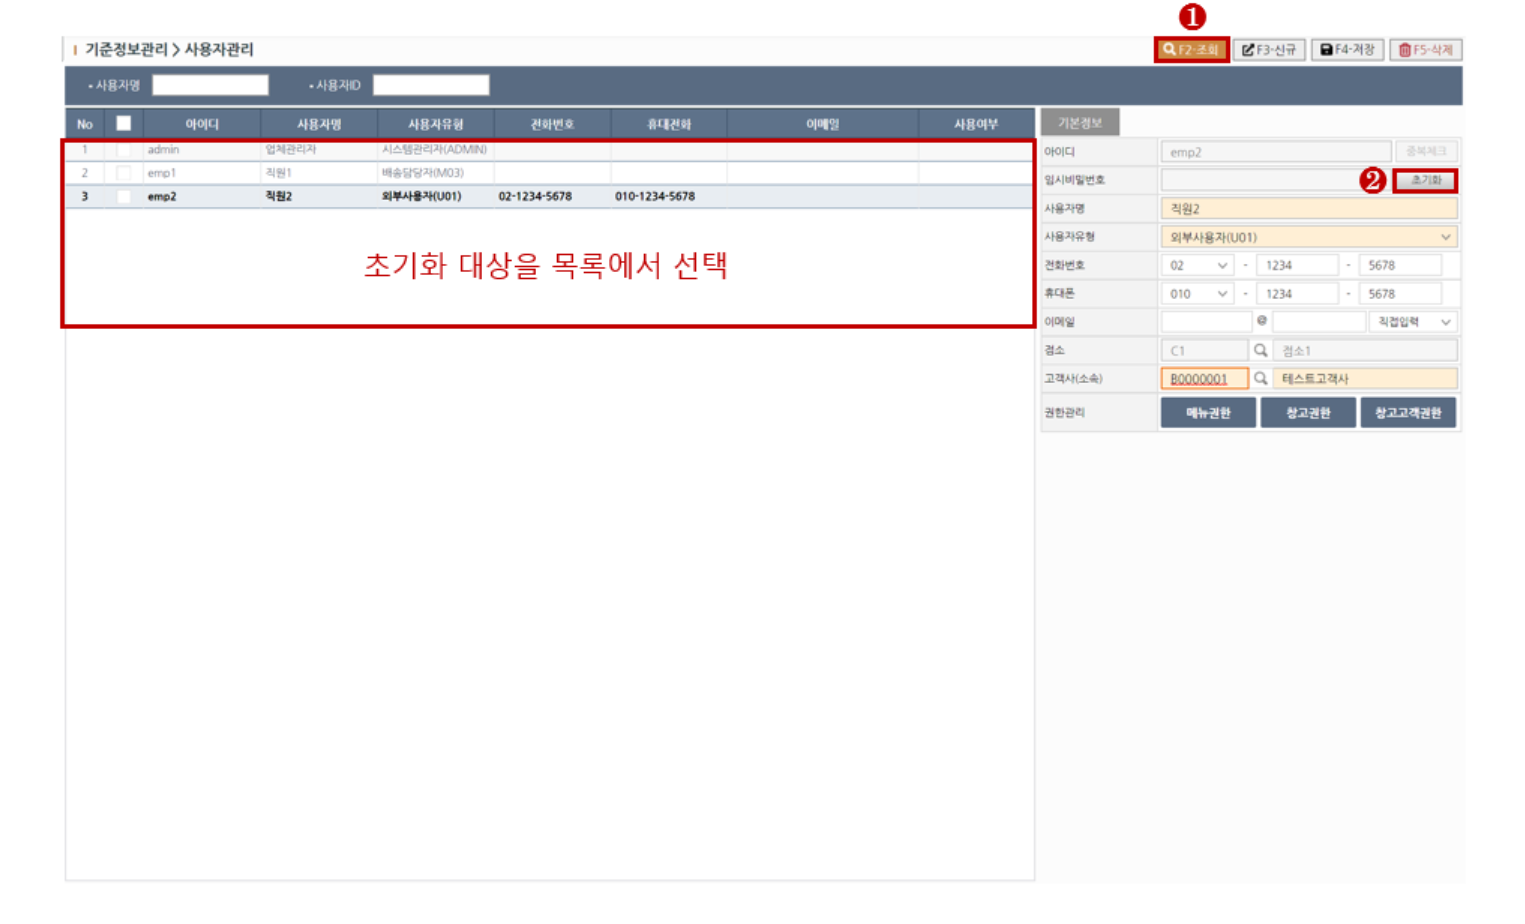 1
기준정보관리 > 사용자관리
F2-조회 F3-신규 F4-저장 F5-삭제
• 사용자명 • 사용자ID
No 아이디 사용자명 사용자유형 전화번호 휴대전화 이메일 사용여부
1 admin 업체관리자 시스템관리자(ADMIN)
2 emp1 직원1 배송담당자(M03)
3 emp2 직원2 외부사용자(U01) 02-1234-5678 010-1234-5678
초기화 대상을 목록에서 선택
기본정보
아이디 emp2 중복체크
임시비밀번호 2 초기화
사용자명 직원2
사용자유형 외부사용자(U01)
전화번호 02 - 1234 - 5678
휴대폰 010 - 1234 - 5678
이메일 @ 직접입력
검소 C1 검소1
고객사(소속) B0000001 테스트고객사
권한관리 메뉴권한 창고권한 창고고객권한